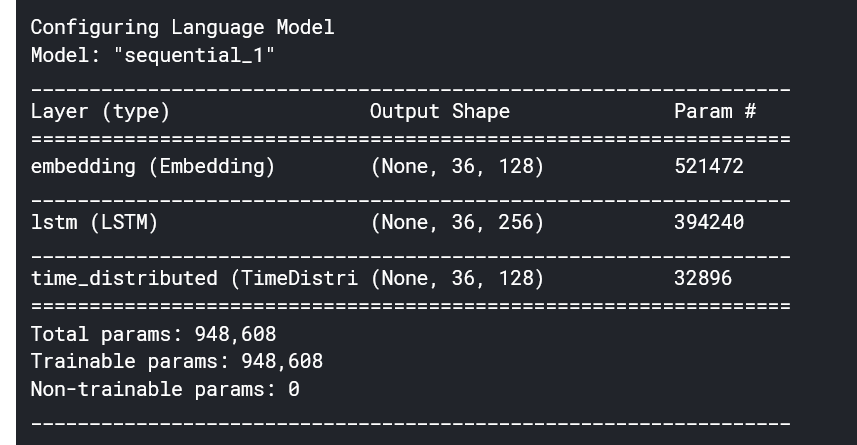 Configuring Language Model
Model: "sequential_1"
_________________________________________________________________
Layer (type)                 Output Shape              Param #
=================================================================
embedding (Embedding)        (None, 36, 128)           521472
_________________________________________________________________
lstm (LSTM)                  (None, 36, 256)           394240
_________________________________________________________________
time_distributed (TimeDistri (None, 36, 128)           32896
=================================================================
Total params: 948,608
Trainable params: 948,608
Non-trainable params: 0
_________________________________________________________________